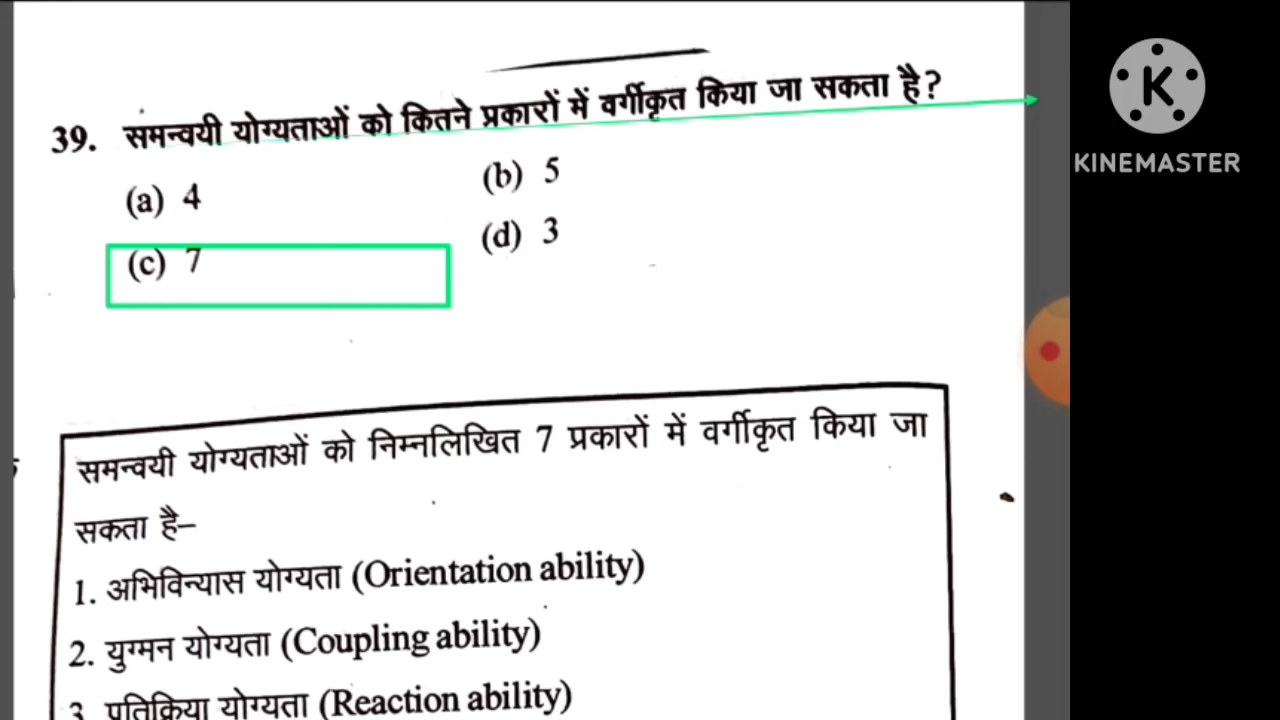 39. समन्वयी योग्यताओं को कितने प्रकारों में वर्गीकृत किया जा सकता है?
(a) 4 (b) 5
(c) 7 (d) 3
समन्वयी योग्यताओं को निम्नलिखित 7 प्रकारों में वर्गीकृत किया जा
सकता है–
1. अभिविन्यास योग्यता (Orientation ability)
2. युग्मन योग्यता (Coupling ability)
3. प्रतिक्रिया योग्यता (Reaction ability)
K
KINEMASTER